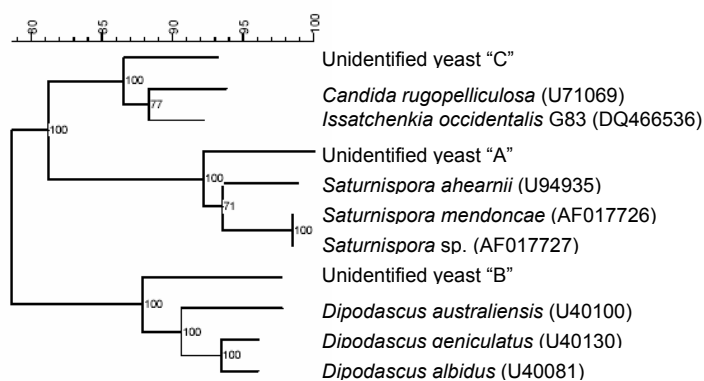 80 85 90 95 100
Unidentified yeast “C”
100
Candida rugopelliculosa (U71069)
77
Issatchenkia occidentalis G83 (DQ466536)
100
Unidentified yeast “A”
100
Saturnispora ahearnii (U94935)
71
Saturnispora mendoncae (AF017726)
100
Saturnispora sp. (AF017727)
Unidentified yeast “B”
100
Dipodascus australiensis (U40100)
100
Dipodascus geniculatus (U40130)
100
Dipodascus albidus (U40081)